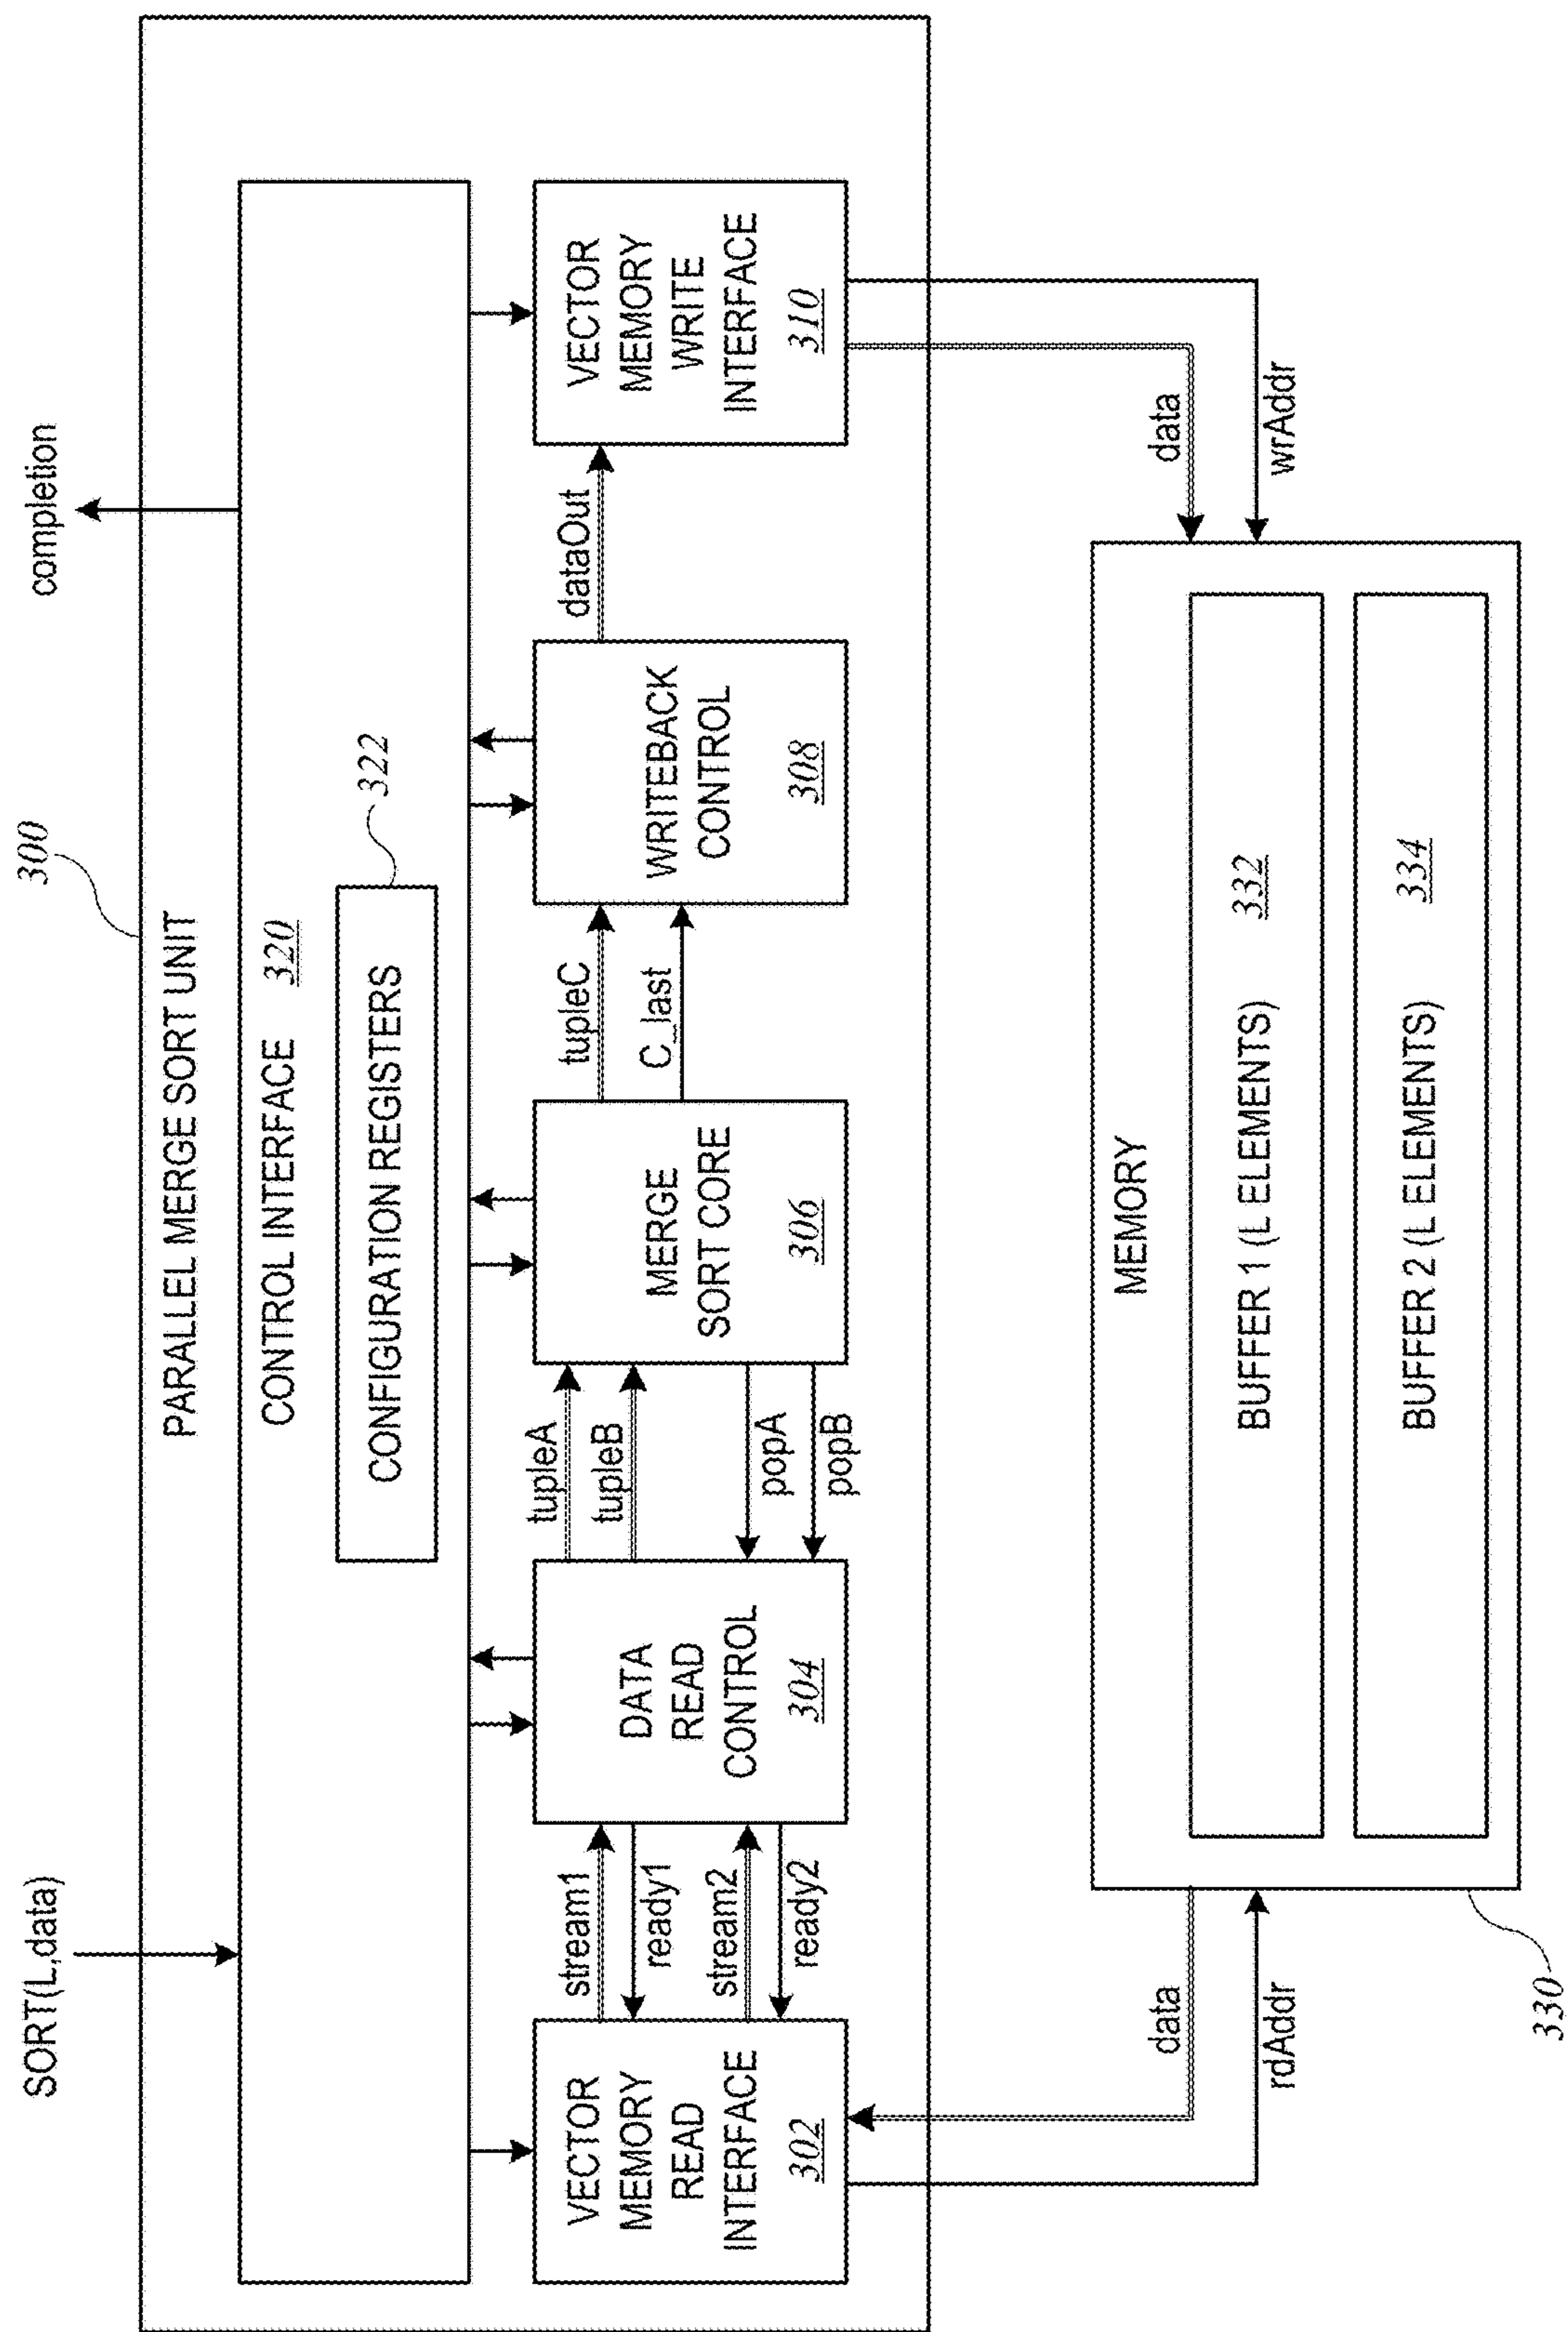 300
SORT(L,data)
completion
PARALLEL MERGE SORT UNIT
CONTROL INTERFACE 320
CONFIGURATION REGISTERS
322
VECTOR
MEMORY
READ
INTERFACE
302
stream1
ready1
stream2
ready2
DATA
READ
CONTROL
304
tupleA
tupleB
popA
popB
MERGE
SORT CORE
306
tupleC
C_last
WRITEBACK
CONTROL
308
dataOut
VECTOR
MEMORY
WRITE
INTERFACE
310
data
rdAddr
data
wrAddr
MEMORY
BUFFER 1 (L ELEMENTS) 332
BUFFER 2 (L ELEMENTS) 334
330